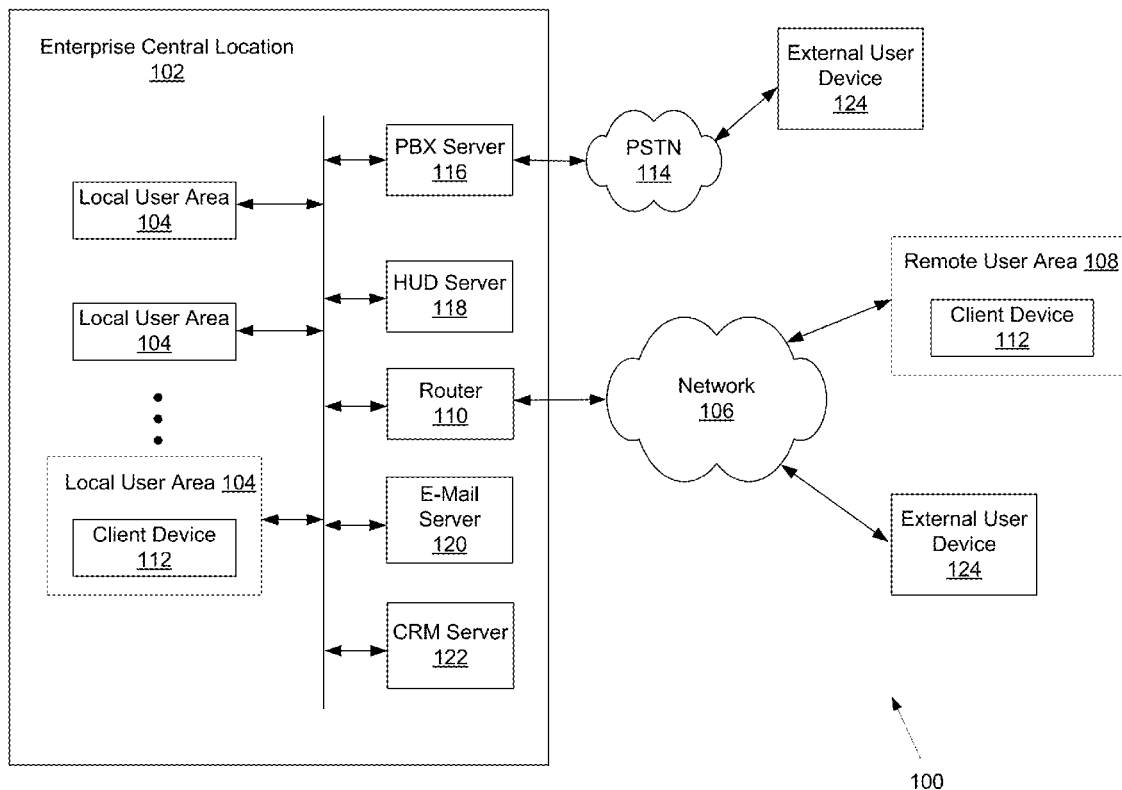 Enterprise Central Location
102
Local User Area
104
Local User Area
104
Local User Area 104
Client Device
112
PBX Server
116
HUD Server
118
Router
110
E-Mail
Server
120
CRM Server
122
PSTN
114
External User
Device
124
Network
106
Remote User Area 108
Client Device
112
External User
Device
124
100